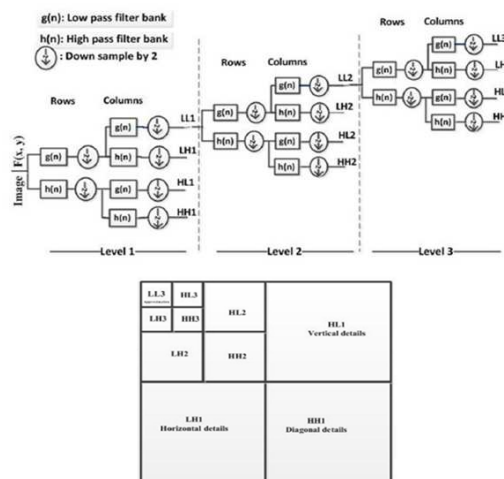 g(n): Low pass filter bank
h(n): High pass filter bank
: Down sample by 2
Rows Columns
Rows Columns
Rows Columns
Image F(x, y)
g(n)
h(n)
g(n)
h(n)
g(n)
h(n)
LL1
LH1
HL1
HH1
g(n)
h(n)
g(n)
h(n)
g(n)
h(n)
LL2
LH2
HL2
HH2
g(n)
h(n)
g(n)
h(n)
g(n)
h(n)
LL3
Level 1 Level 2 Level 3
LL3 HL3
LH3 HH3
HL2
LH2 HH2
HL1
Vertical details
LH1
Horizontal details
HH1
Diagonal details